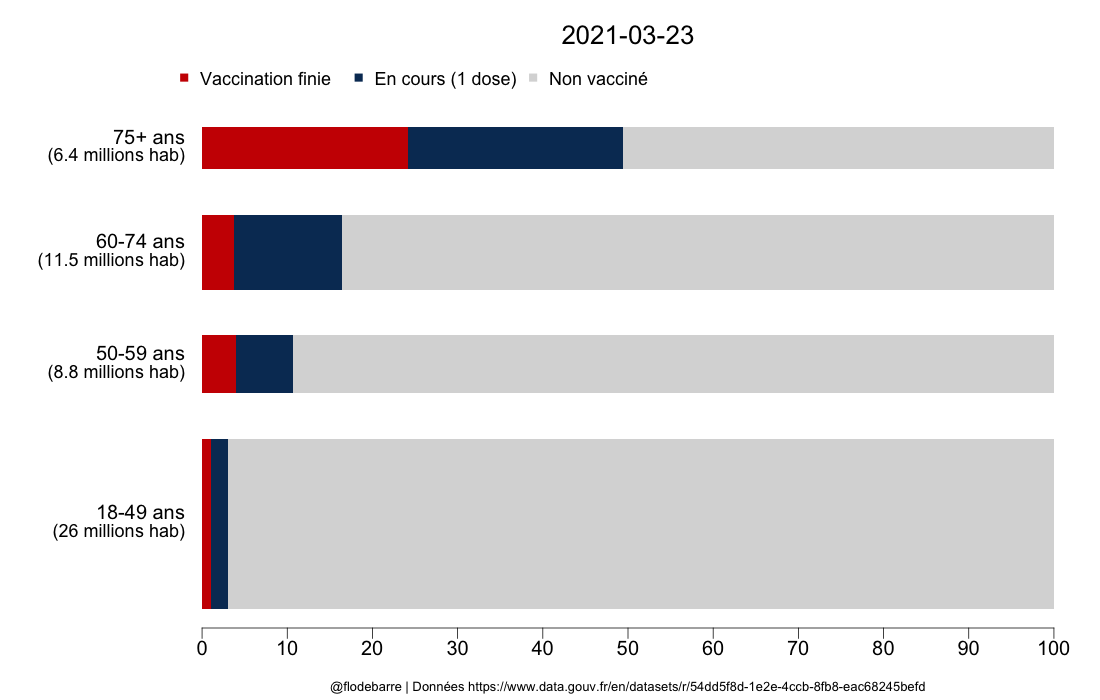 2021-03-23
Vaccination finie En cours (1 dose) Non vacciné
75+ ans
(6.4 millions hab)
60-74 ans
(11.5 millions hab)
50-59 ans
(8.8 millions hab)
18-49 ans
(26 millions hab)
0 10 20 30 40 50 60 70 80 90 100
@flodebarre | Données https://www.data.gouv.fr/en/datasets/r/54dd5f8d-1e2e-4ccb-8fb8-eac68245befd